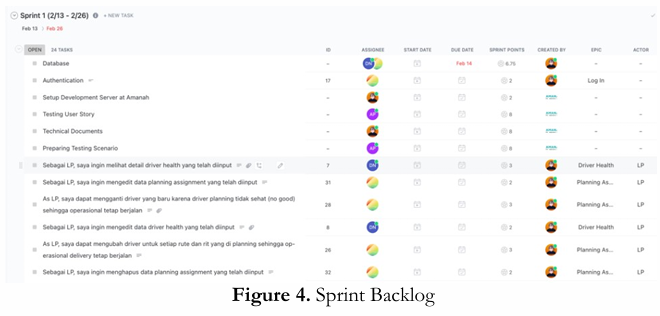 Sprint 1 (2/13 - 2/26) + NEW TASK
Feb 13 Feb 26
OPEN 24 TASKS ID ASSIGNEE START DATE DUE DATE SPRINT POINTS CREATED BY EPIC ACTOR
Database – DN Feb 14 6.75 – –
Authentication 17 2 Log In –
Setup Development Server at Amanah – 2 – –
Testing User Story – AP 8 – –
Technical Documents – 8 – –
Preparing Testing Scenario – AP 8 – –
Sebagai LP, saya ingin melihat detail driver health yang telah diinput 7 DN 3 Driver Health LP
Sebagai LP, saya ingin mengedit data planning assignment yang telah diinput 31 2 Planning As... LP
As LP, saya dapat mengganti driver yang baru karena driver planning tidak sehat (no good)
sehingga operasional tetap berjalan 28 3 Planning As... LP
Sebagai LP, saya ingin mengedit data driver health yang telah diinput 8 DN 2 Driver Health LP
As LP, saya dapat mengubah driver untuk setiap rute dan rit yang di planning sehingga op-
erasional delivery tetap berjalan 26 3 Planning As... LP
Sebagai LP, saya ingin menghapus data planning assignment yang telah diinput 32 2 Planning As... LP
Figure 4. Sprint Backlog